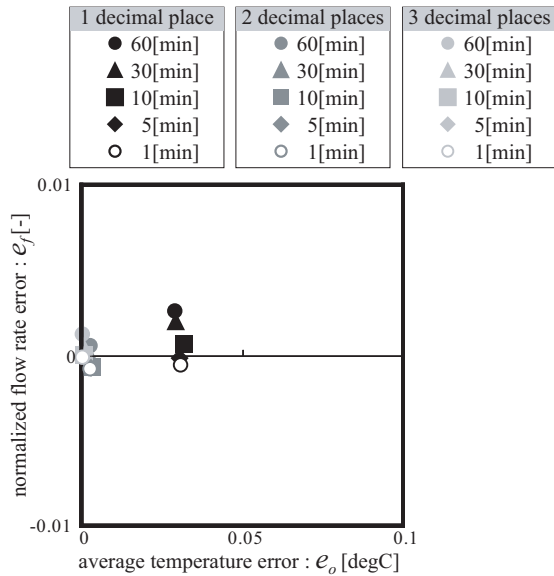 1 decimal place
60[min]
30[min]
10[min]
5[min]
1[min]
2 decimal places
60[min]
30[min]
10[min]
5[min]
1[min]
3 decimal places
60[min]
30[min]
10[min]
5[min]
1[min]
normalized flow rate error : e_f [-]
0.01
0
-0.01
0 0.05 0.1
average temperature error : e_o [degC]